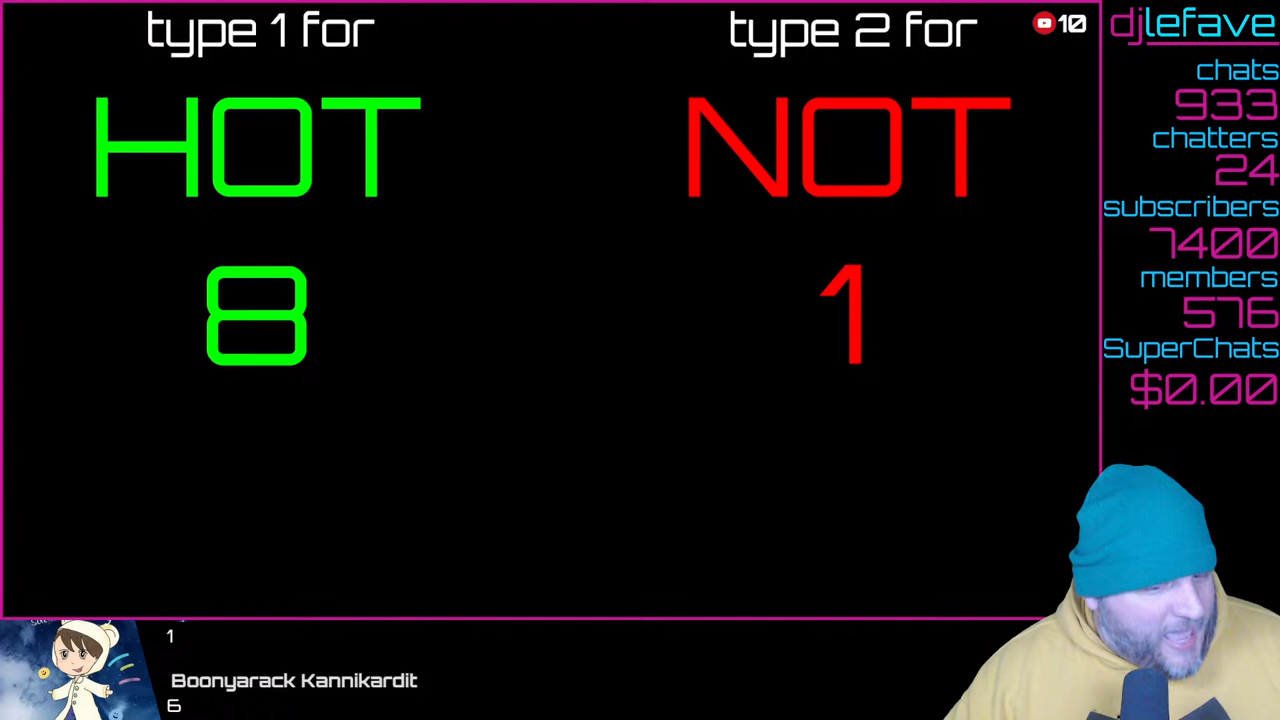 type 1 for
HOT
8
type 2 for
NOT
1
10
djlefave
chats
933
chatters
24
subscribers
7400
members
576
SuperChats
$0.00
1
Boonyarack Kannikardit
6